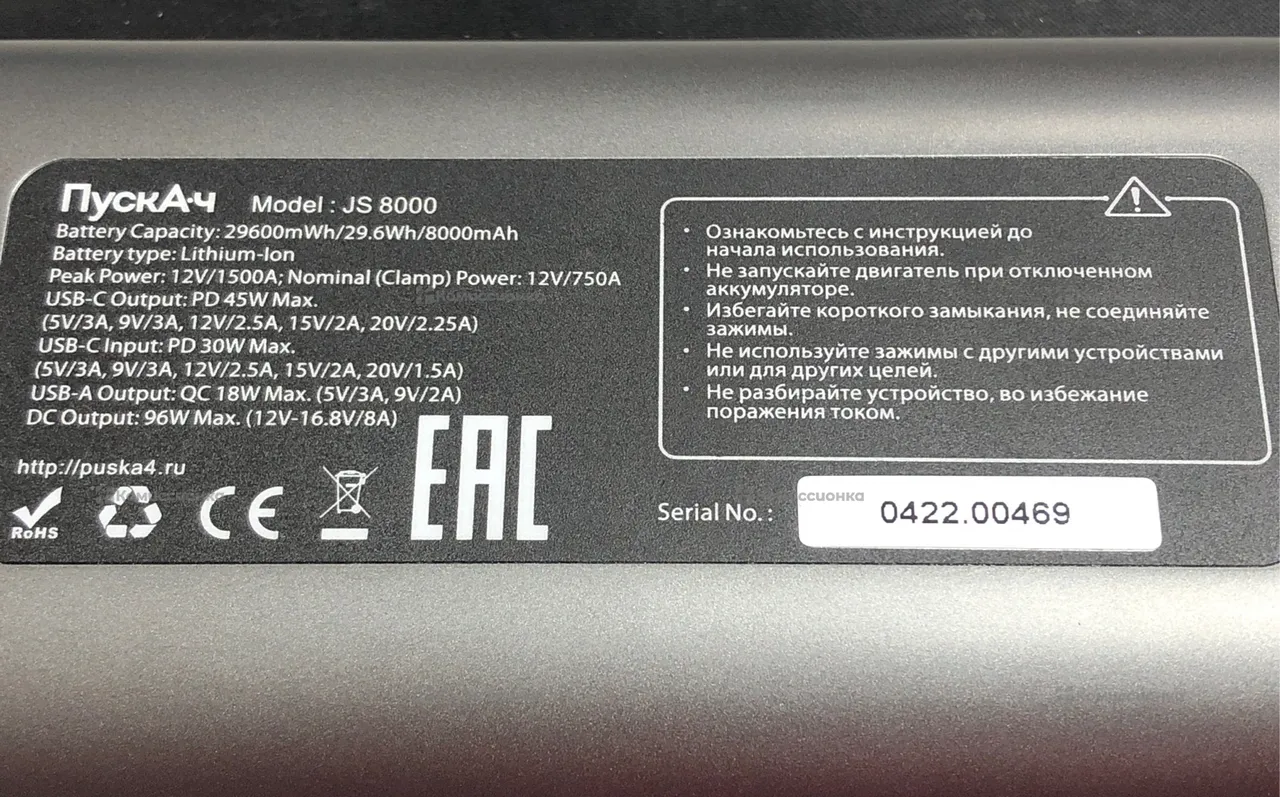 ПускА·ч Model : JS 8000
Battery Capacity: 29600mWh/29.6Wh/8000mAh
Battery type: Lithium-Ion
Peak Power: 12V/1500A; Nominal (Clamp) Power: 12V/750A
USB-C Output: PD 45W Max.
(5V/3A, 9V/3A, 12V/2.5A, 15V/2A, 20V/2.25A)
USB-C Input: PD 30W Max.
(5V/3A, 9V/3A, 12V/2.5A, 15V/2A, 20V/1.5A)
USB-A Output: QC 18W Max. (5V/3A, 9V/2A)
DC Output: 96W Max. (12V-16.8V/8A)
http://puska4.ru
RoHS
CE
EAC
• Ознакомьтесь с инструкцией до
начала использования.
• Не запускайте двигатель при отключенном
аккумуляторе.
• Избегайте короткого замыкания, не соединяйте
зажимы.
• Не используйте зажимы с другими устройствами
или для других целей.
• Не разбирайте устройство, во избежание
поражения током.
Serial No. :
ссионка
0422.00469